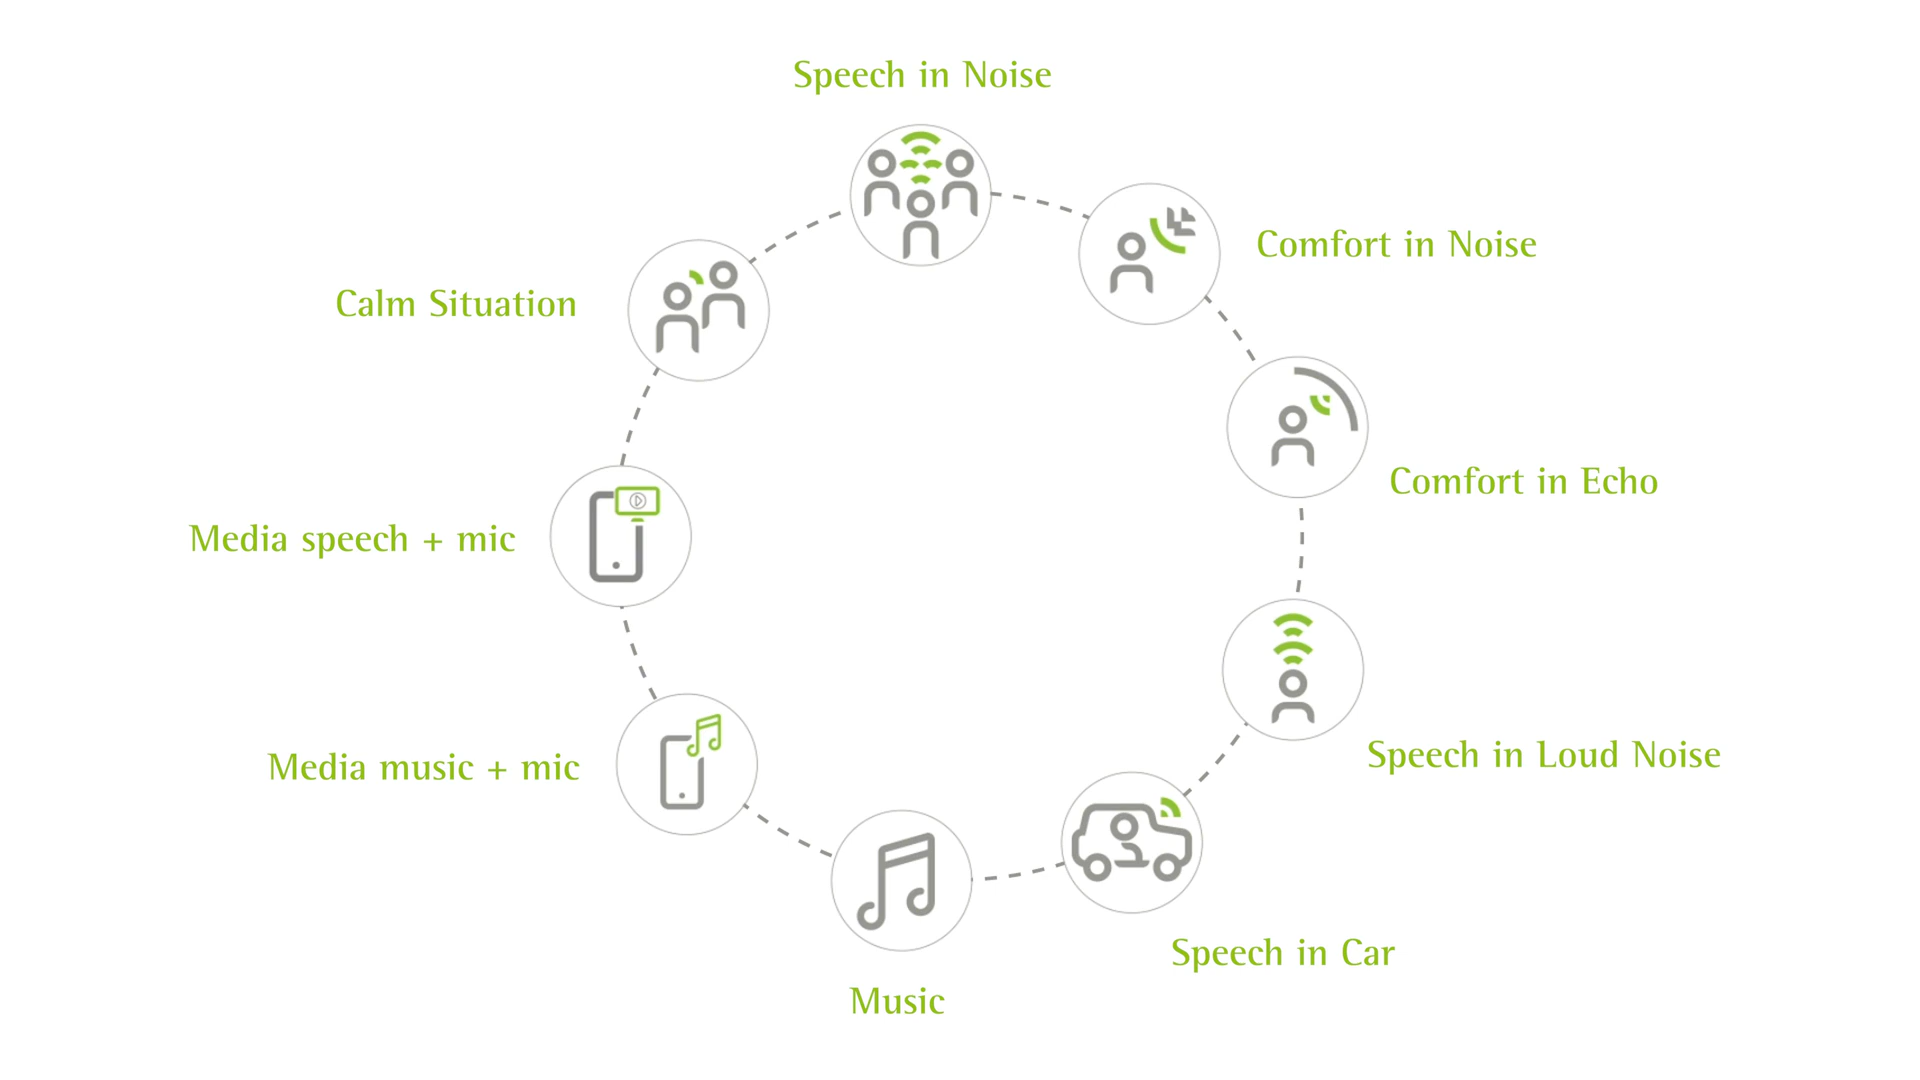 Speech in Noise
Comfort in Noise
Calm Situation
Comfort in Echo
Media speech + mic
Speech in Loud Noise
Media music + mic
Speech in Car
Music